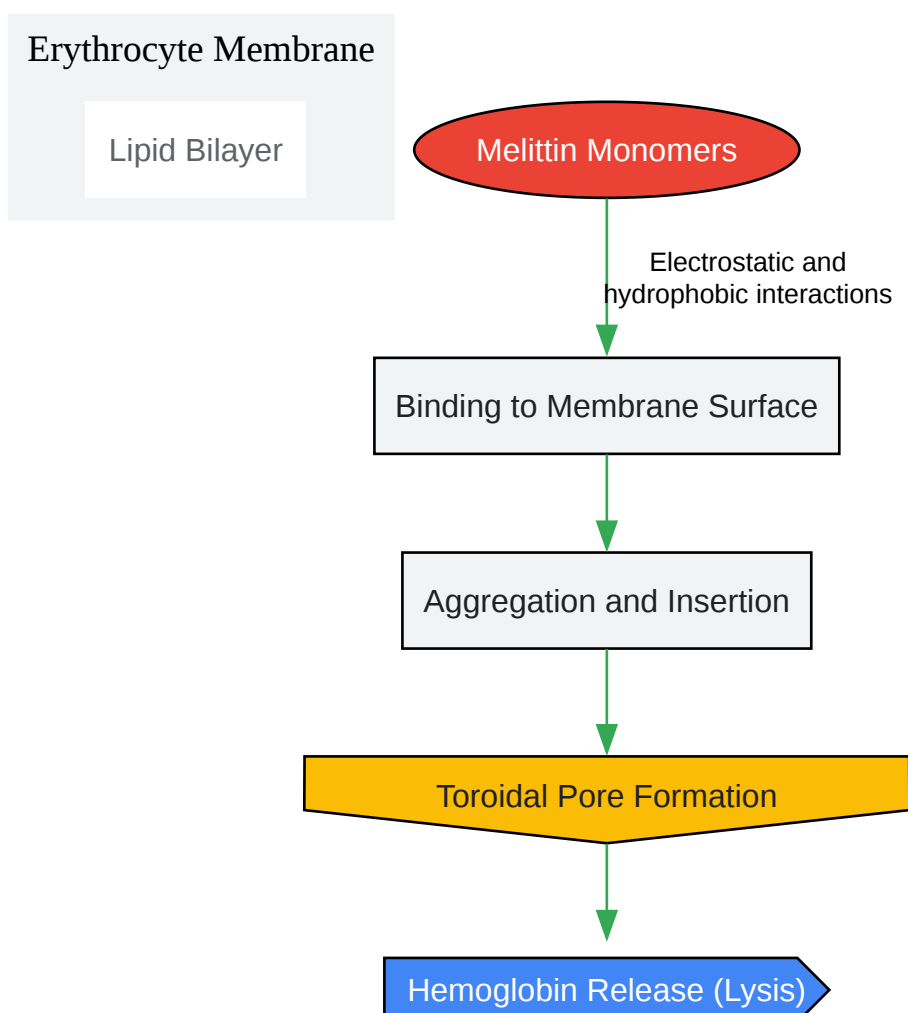 Erythrocyte Membrane
Lipid Bilayer
Melittin Monomers
Electrostatic and
hydrophobic interactions
Binding to Membrane Surface
Aggregation and Insertion
Toroidal Pore Formation
Hemoglobin Release (Lysis)